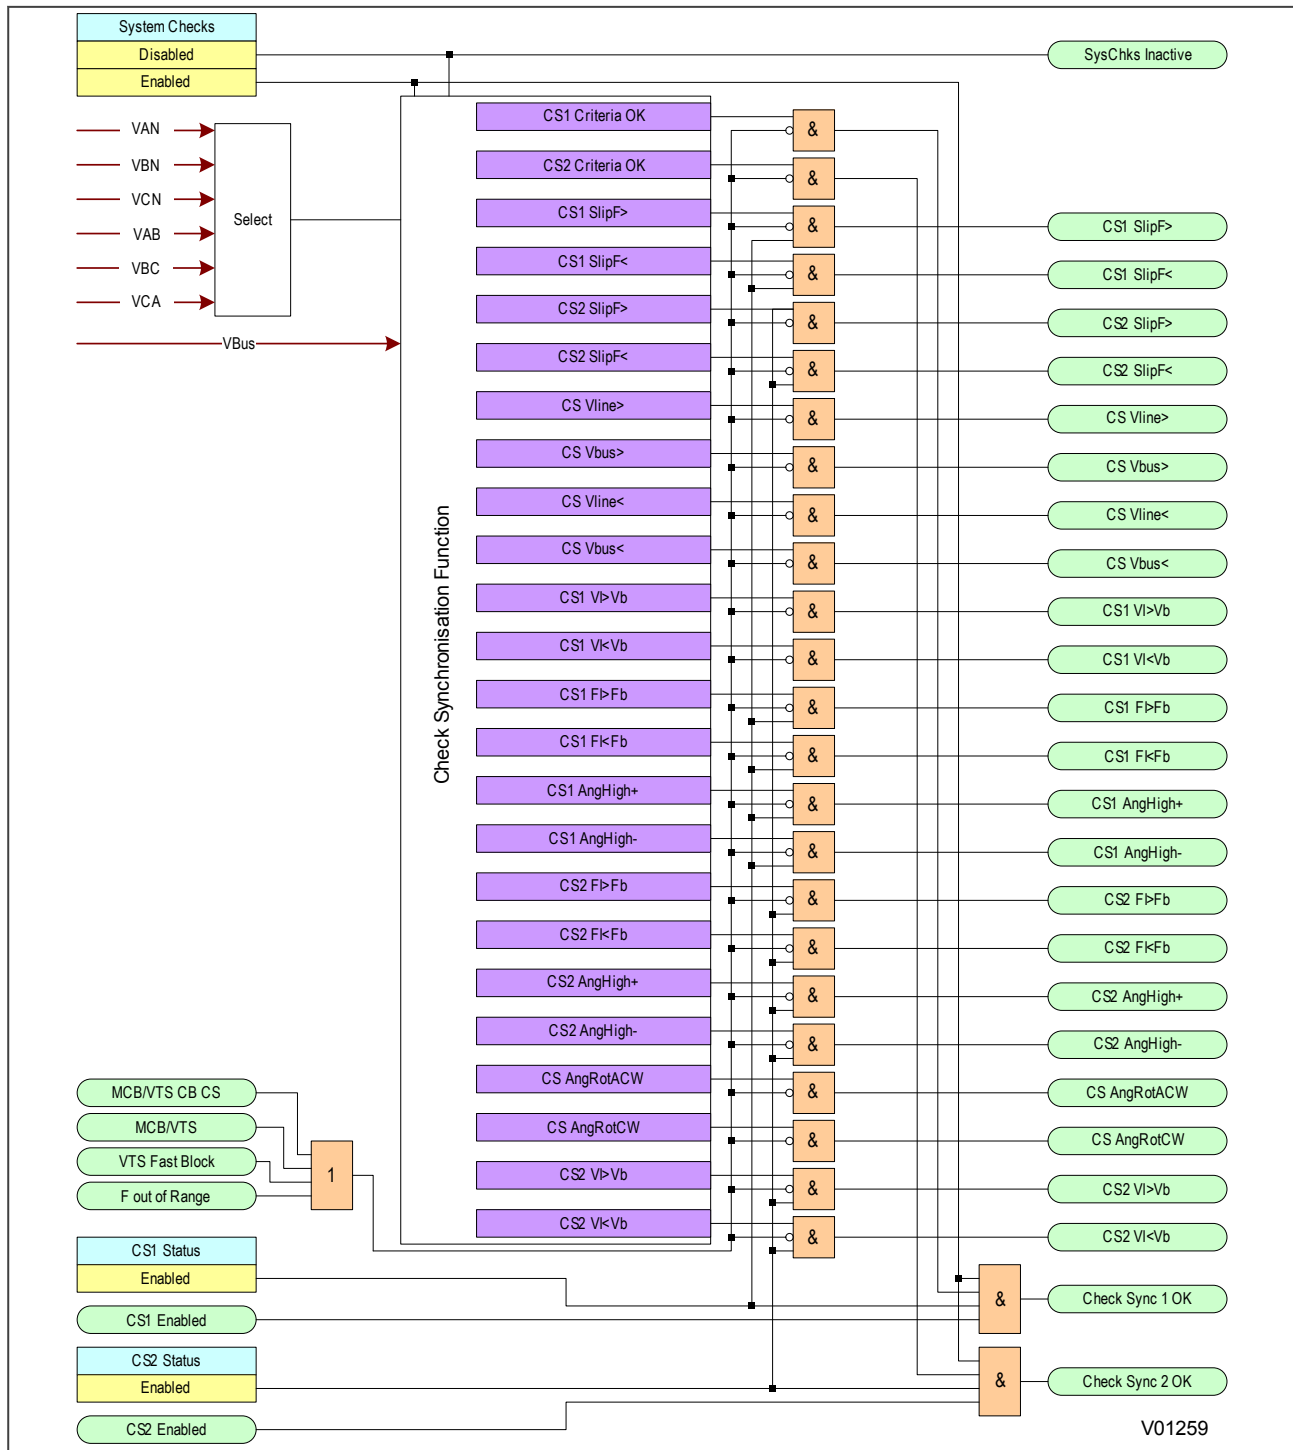 System Checks
Disabled
Enabled
SysChks Inactive
VAN
VBN
VCN
VAB
VBC
VCA
Select
VBus
Check Synchronisation Function
CS1 Criteria OK
&
CS2 Criteria OK
&
CS1 SlipF>
&
CS1 SlipF>
CS1 SlipF<
&
CS1 SlipF<
CS2 SlipF>
&
CS2 SlipF>
CS2 SlipF<
&
CS2 SlipF<
CS Vline>
&
CS Vline>
CS Vbus>
&
CS Vbus>
CS Vline<
&
CS Vline<
CS Vbus<
&
CS Vbus<
CS1 Vl>Vb
&
CS1 Vl>Vb
CS1 Vl<Vb
&
CS1 Vl<Vb
CS1 Fl>Fb
&
CS1 Fl>Fb
CS1 Fl<Fb
&
CS1 Fl<Fb
CS1 AngHigh+
&
CS1 AngHigh+
CS1 AngHigh-
&
CS1 AngHigh-
CS2 Fl>Fb
&
CS2 Fl>Fb
CS2 Fl<Fb
&
CS2 Fl<Fb
CS2 AngHigh+
&
CS2 AngHigh+
CS2 AngHigh-
&
CS2 AngHigh-
CS AngRotACW
&
CS AngRotACW
CS AngRotCW
&
CS AngRotCW
CS2 Vl>Vb
&
CS2 Vl>Vb
CS2 Vl<Vb
&
CS2 Vl<Vb
MCB/VTS CB CS
MCB/VTS
VTS Fast Block
F out of Range
1
CS1 Status
Enabled
CS1 Enabled
&
Check Sync 1 OK
CS2 Status
Enabled
CS2 Enabled
&
Check Sync 2 OK
V01259